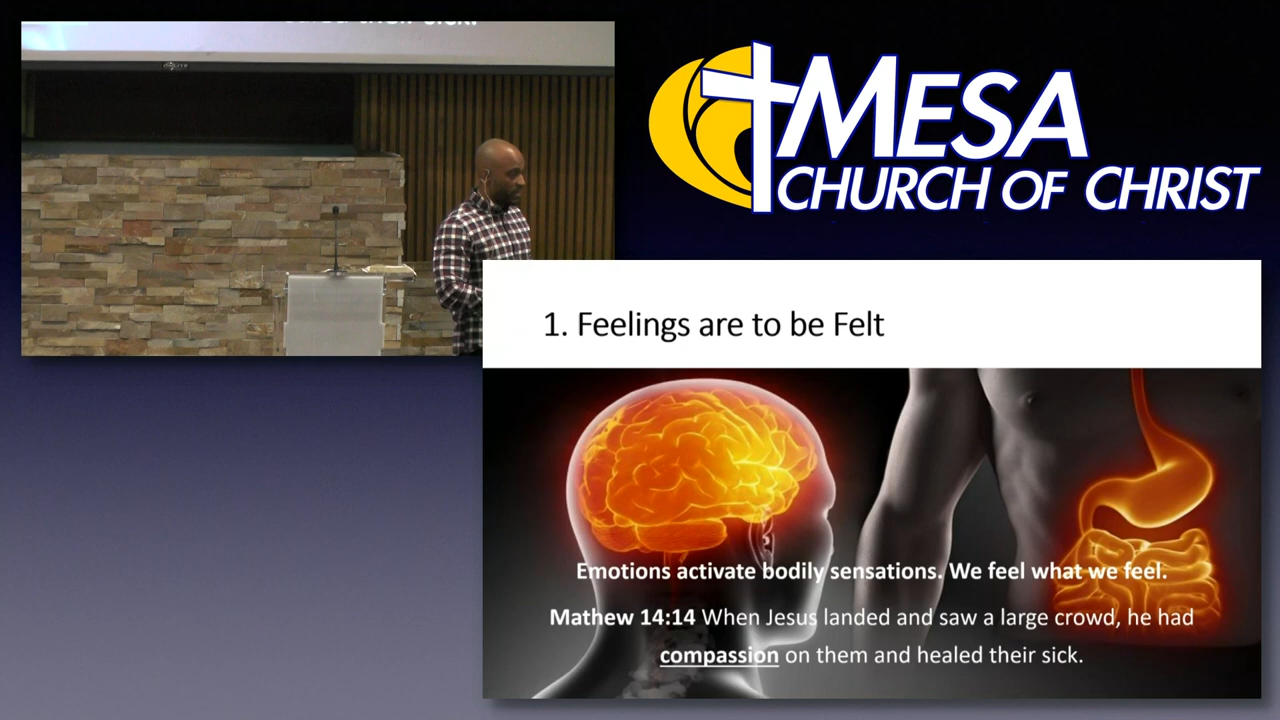 MESA
CHURCH OF CHRIST
1. Feelings are to be Felt
Emotions activate bodily sensations. We feel what we feel.
Mathew 14:14 When Jesus landed and saw a large crowd, he had
compassion on them and healed their sick.